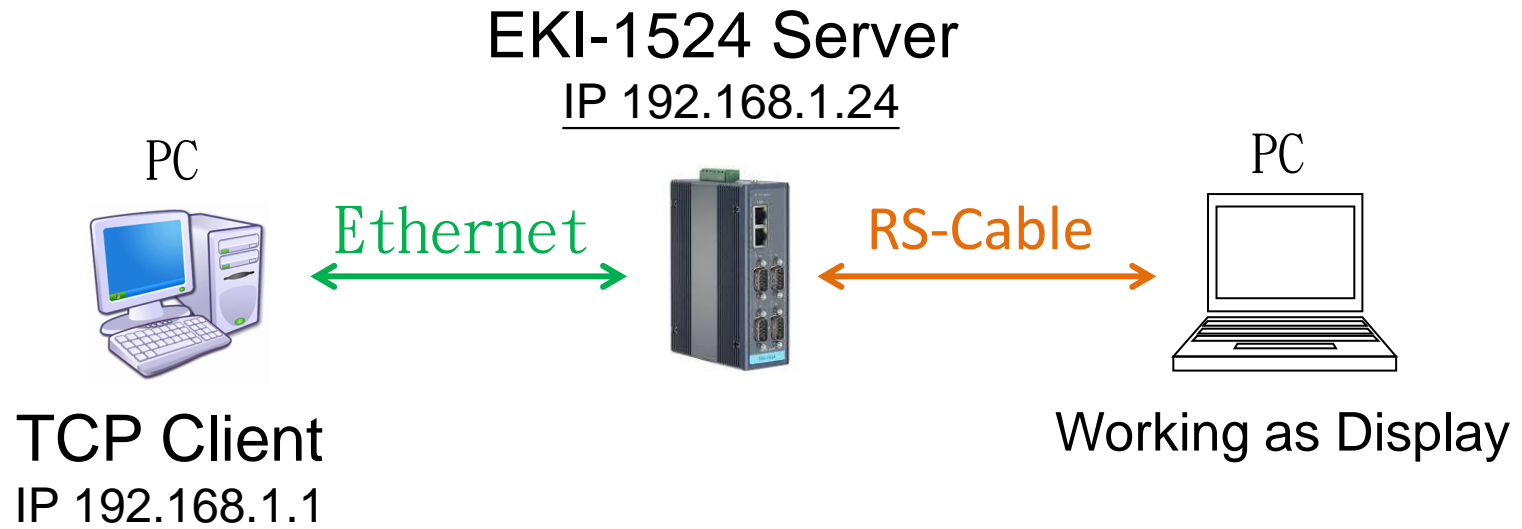 EKI-1524 Server
IP 192.168.1.24
PC
PC
Ethernet
RS-Cable
TCP Client
IP 192.168.1.1
Working as Display